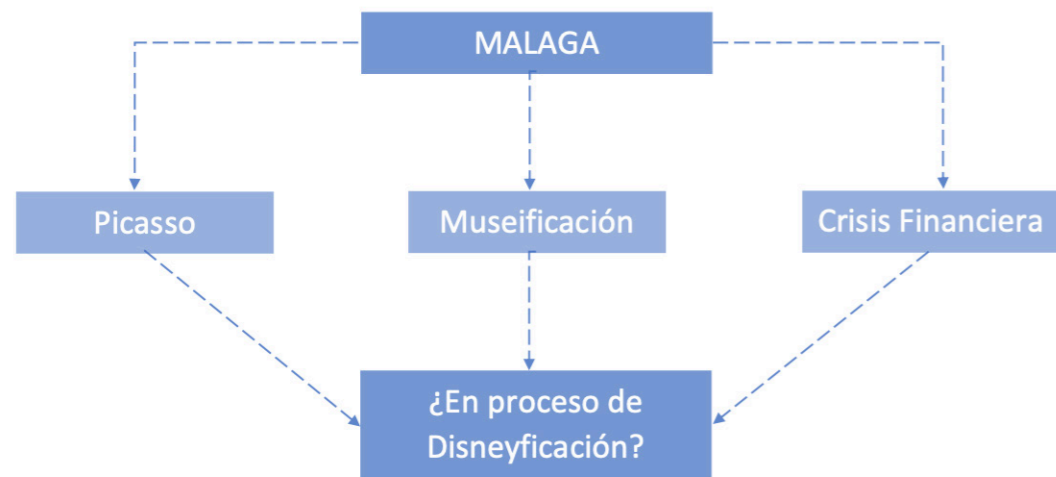 MALAGA
Picasso
Museificación
Crisis Financiera
¿En proceso de
Disneyficación?